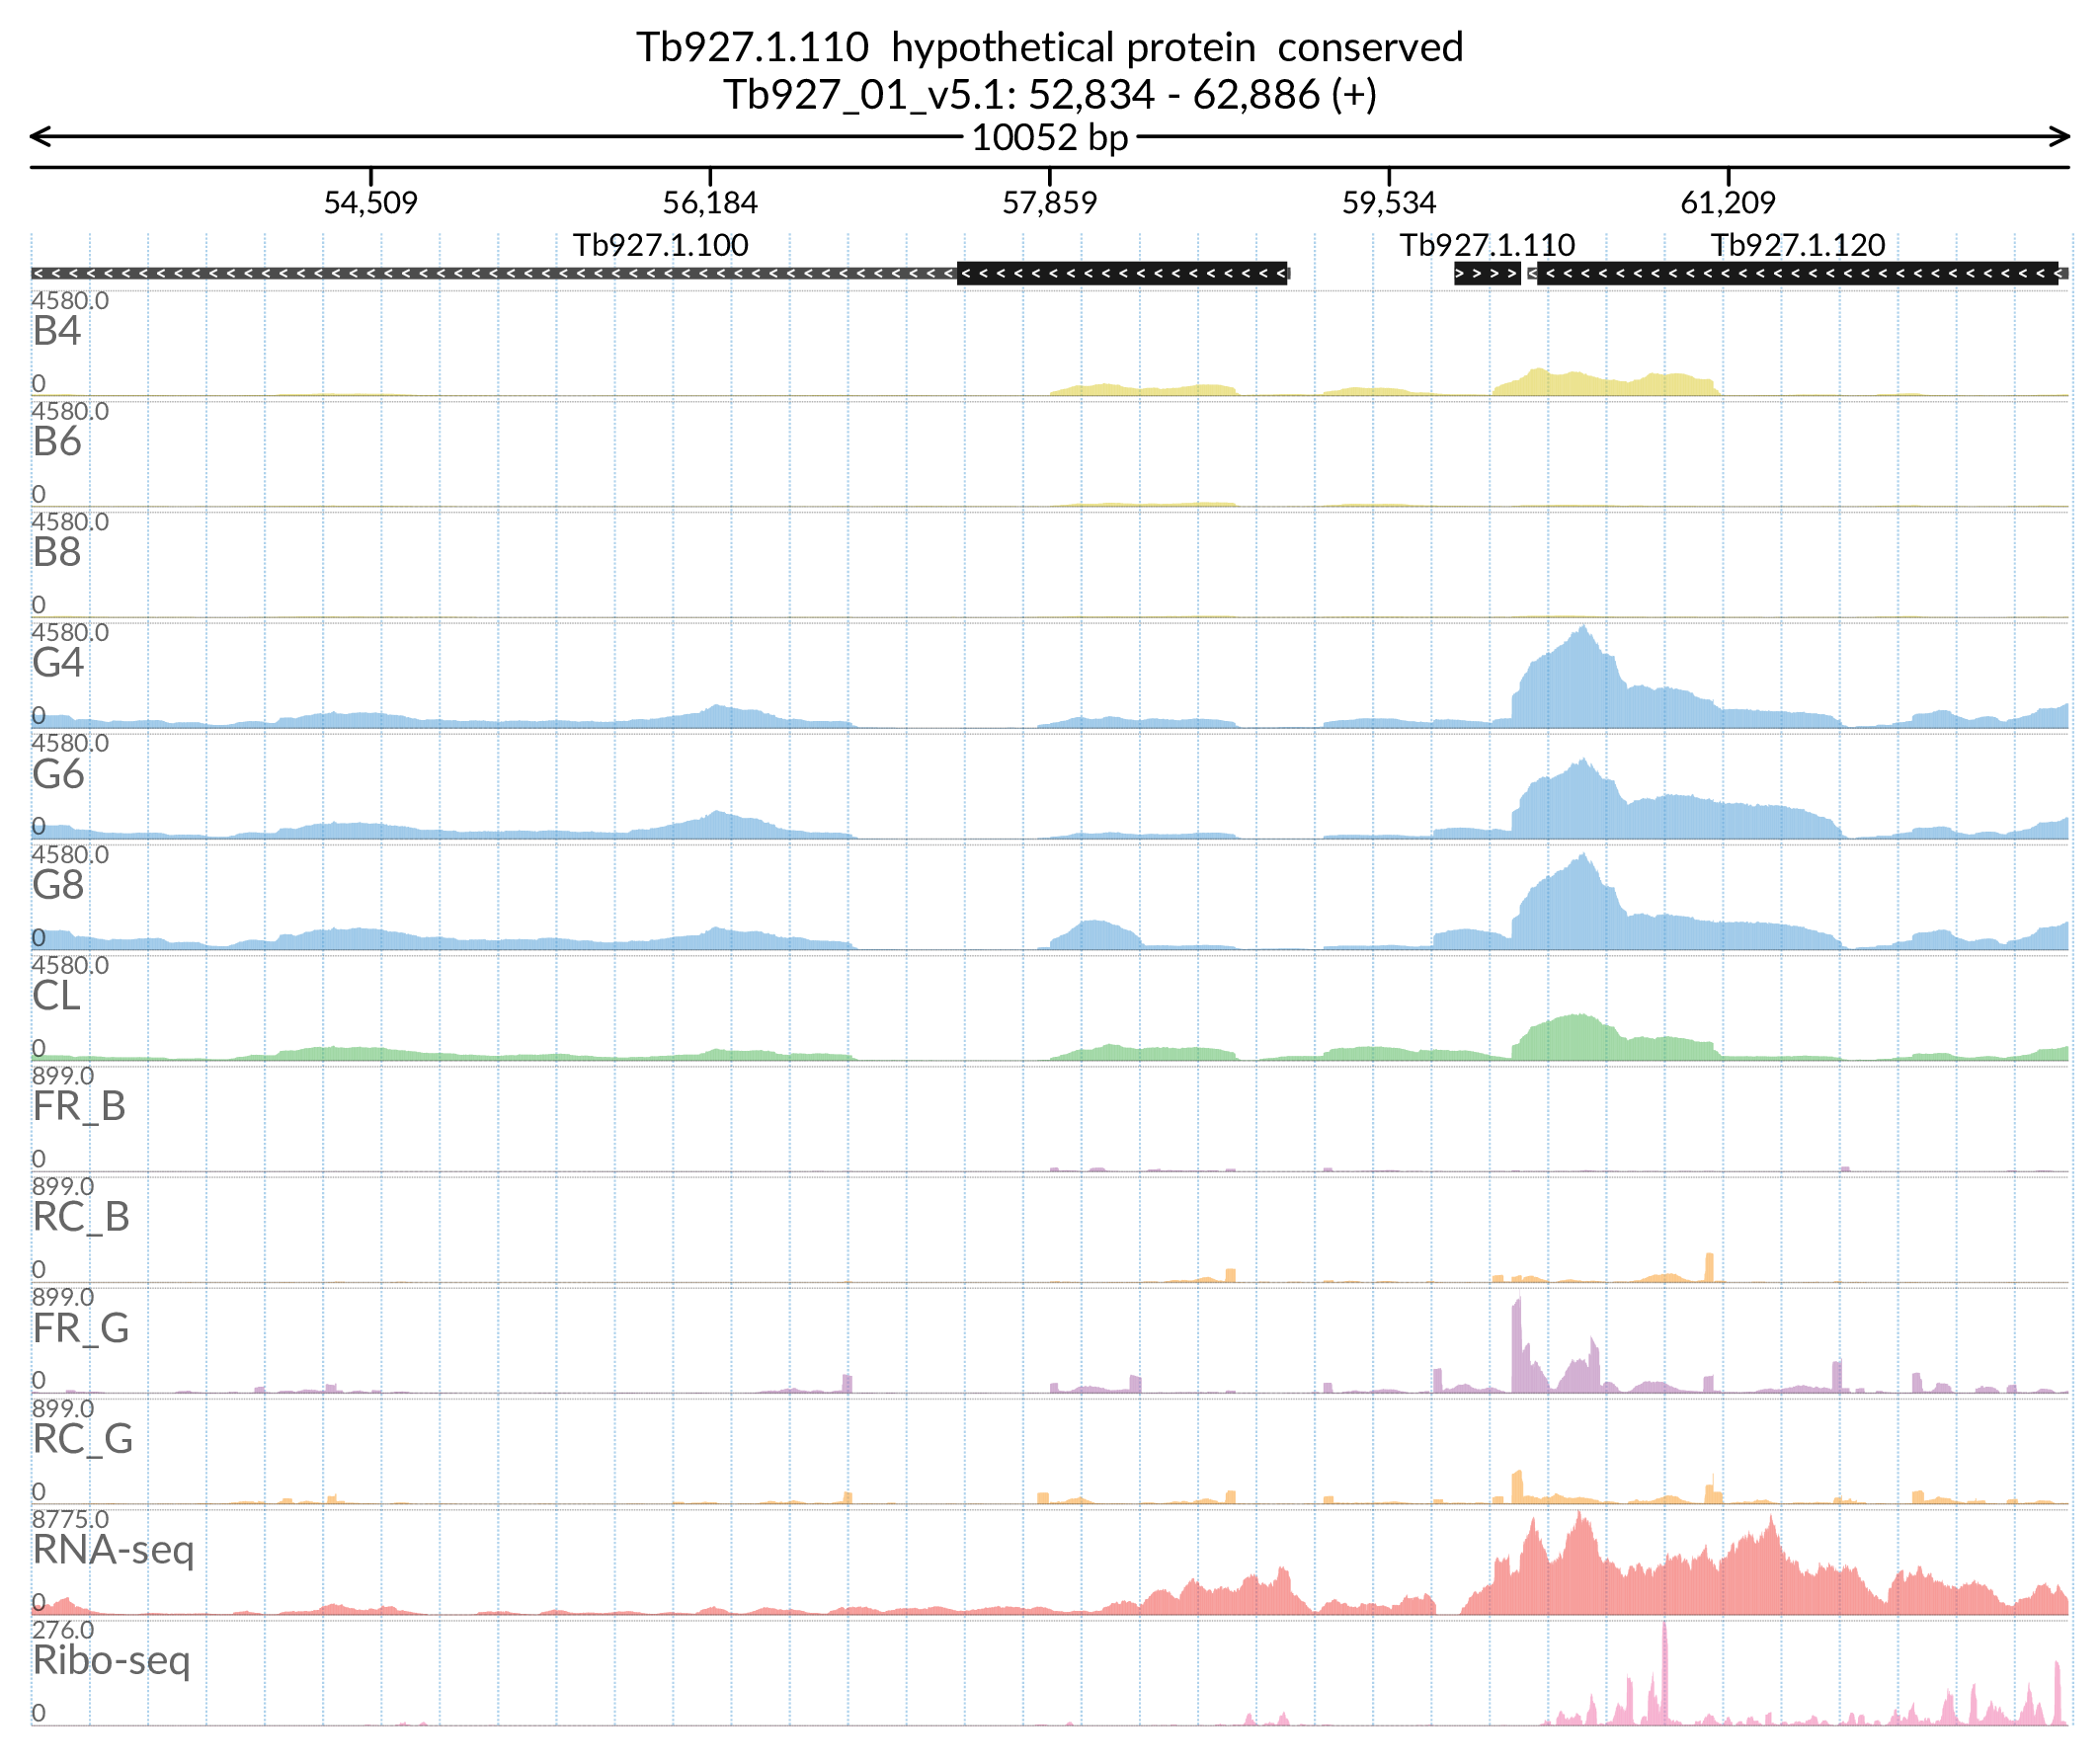 Tb927.1.110  hypothetical protein  conserved
Tb927_01_v5.1: 52,834 - 62,886 (+)
10052 bp
54,509 56,184 57,859 59,534 61,209
Tb927.1.100 Tb927.1.110 Tb927.1.120
4580.0
B4
0
4580.0
B6
0
4580.0
B8
0
4580.0
G4
0
4580.0
G6
0
4580.0
G8
0
4580.0
CL
0
899.0
FR_B
0
899.0
RC_B
0
899.0
FR_G
0
899.0
RC_G
0
8775.0
RNA-seq
0
276.0
Ribo-seq
0